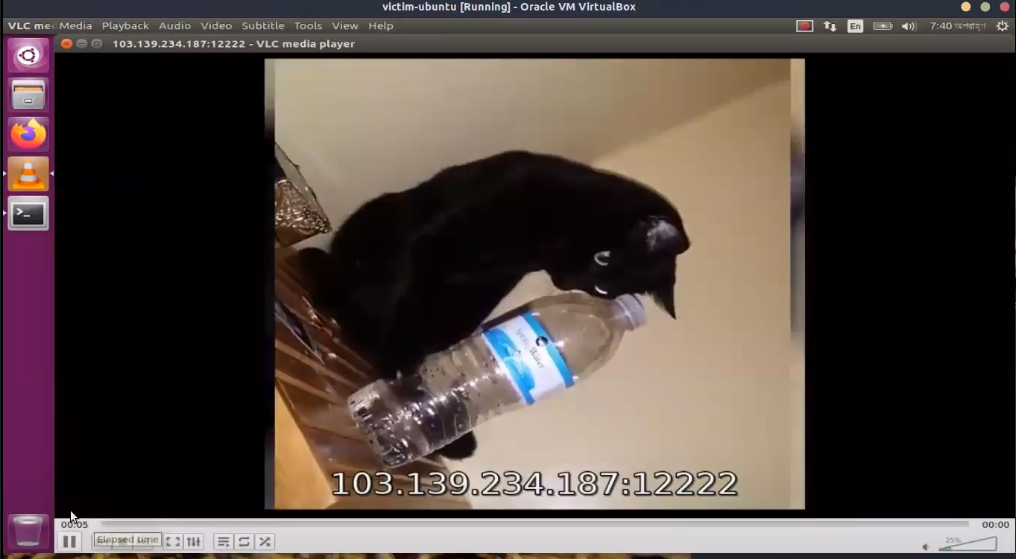 victim-ubuntu [Running] - Oracle VM VirtualBox
VLC me Media Playback Audio Video Subtitle Tools View Help En 7:40 অপরাহ্ণ
103.139.234.187:12222 - VLC media player
103.139.234.187:12222
00:05 00:00
Elapsed time 25%